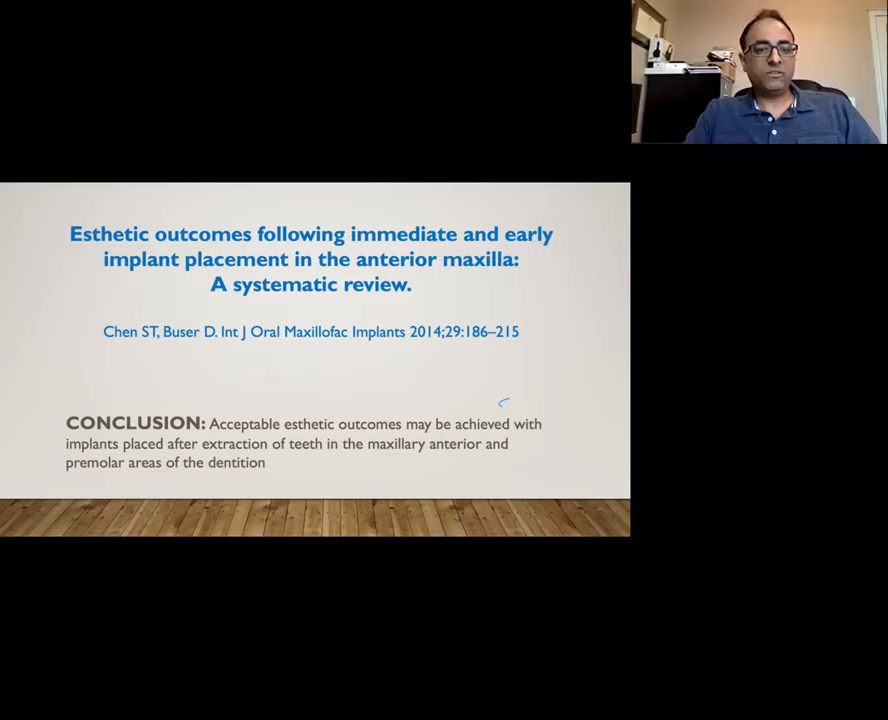 Esthetic outcomes following immediate and early
implant placement in the anterior maxilla:
A systematic review.
Chen ST, Buser D. Int J Oral Maxillofac Implants 2014;29:186–215
CONCLUSION: Acceptable esthetic outcomes may be achieved with
implants placed after extraction of teeth in the maxillary anterior and
premolar areas of the dentition